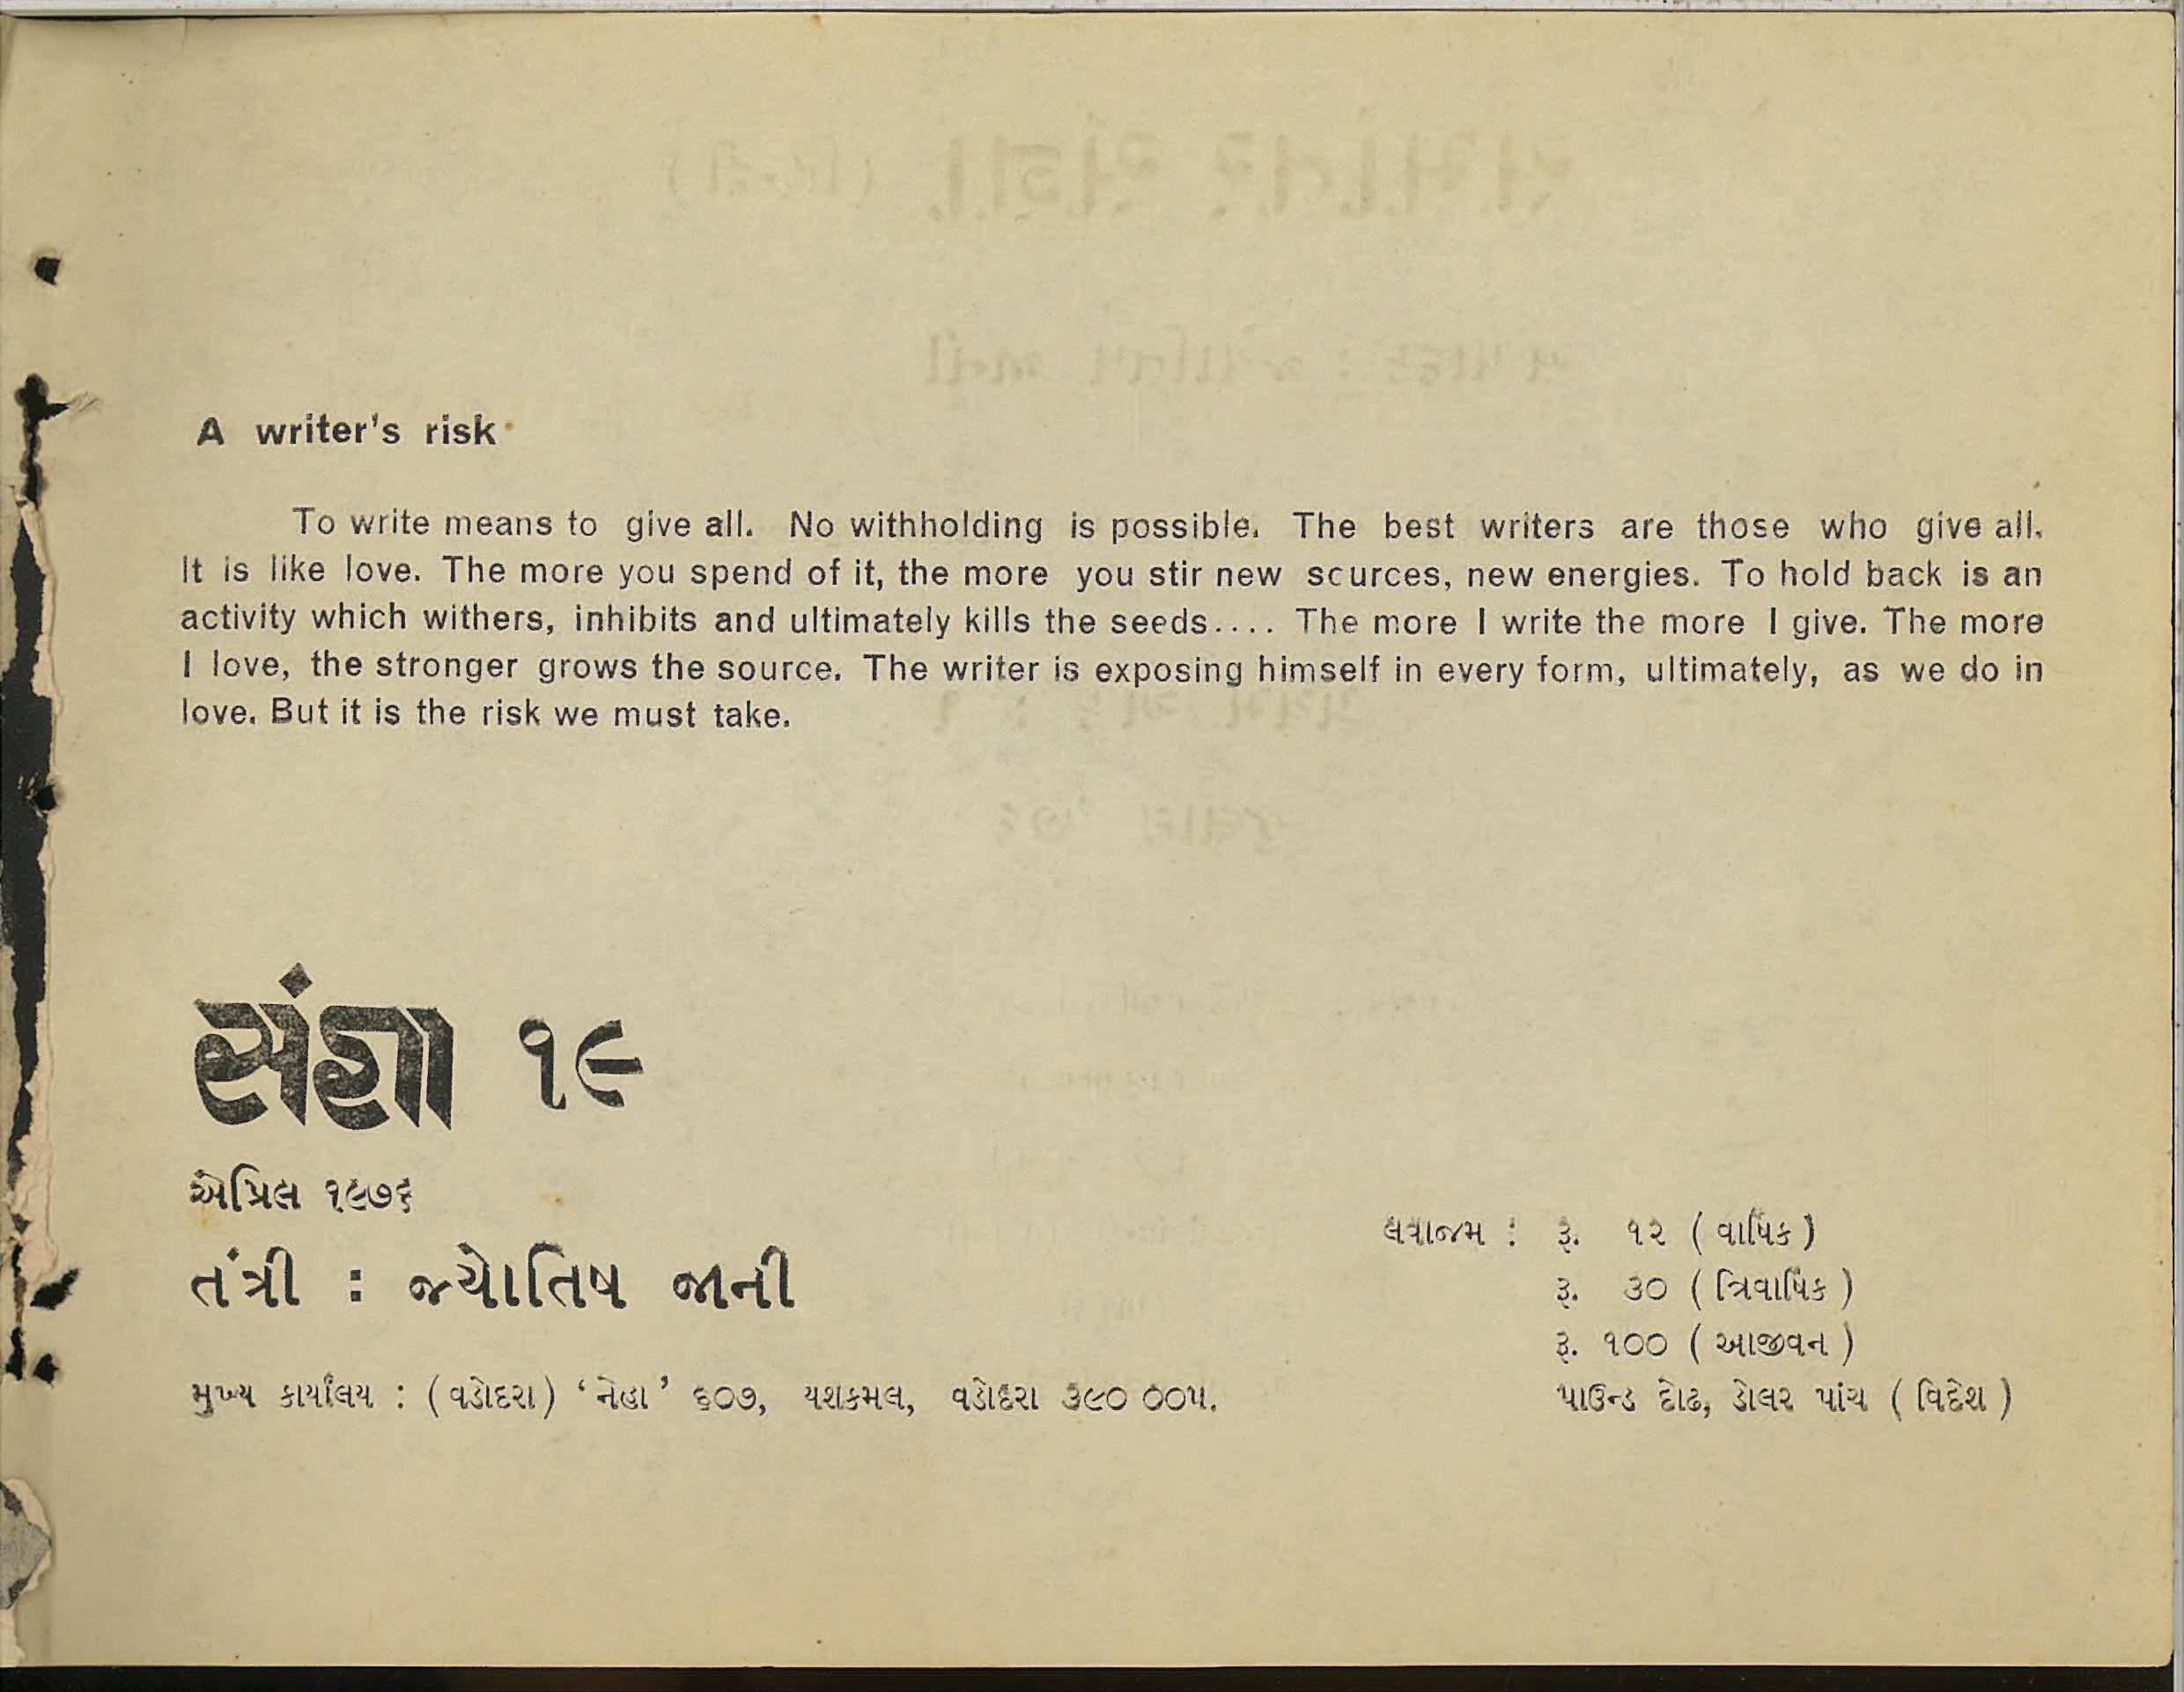 A writer's risk
To write means to give all. No withholding is possible. The best writers are those who give all.
It is like love. The more you spend of it, the more you stir new scurces, new energies. To hold back is an
activity which withers, inhibits and ultimately kills the seeds.... The more I write the more I give. The more
I love, the stronger grows the source. The writer is exposing himself in every form, ultimately, as we do in
love. But it is the risk we must take.
સંજ્ઞા ૧૯
એપ્રિલ ૧૯૭૬
તંત્રી : જ્યોતિષ જાની
મુખ્ય કાર્યાલય : (વડોદરા) ‘નેહા’ ૬૦૭, યશકમલ, વડોદરા ૩૯૦ ૦૦૫.
લવાજમ : રૂ. ૧૨ ( વાર્ષિક )
રૂ. ૩૦ ( ત્રિવાર્ષિક )
રૂ. ૧૦૦ ( આજીવન )
પાઉન્ડ દોઢ, ડોલર પાંચ ( વિદેશ )